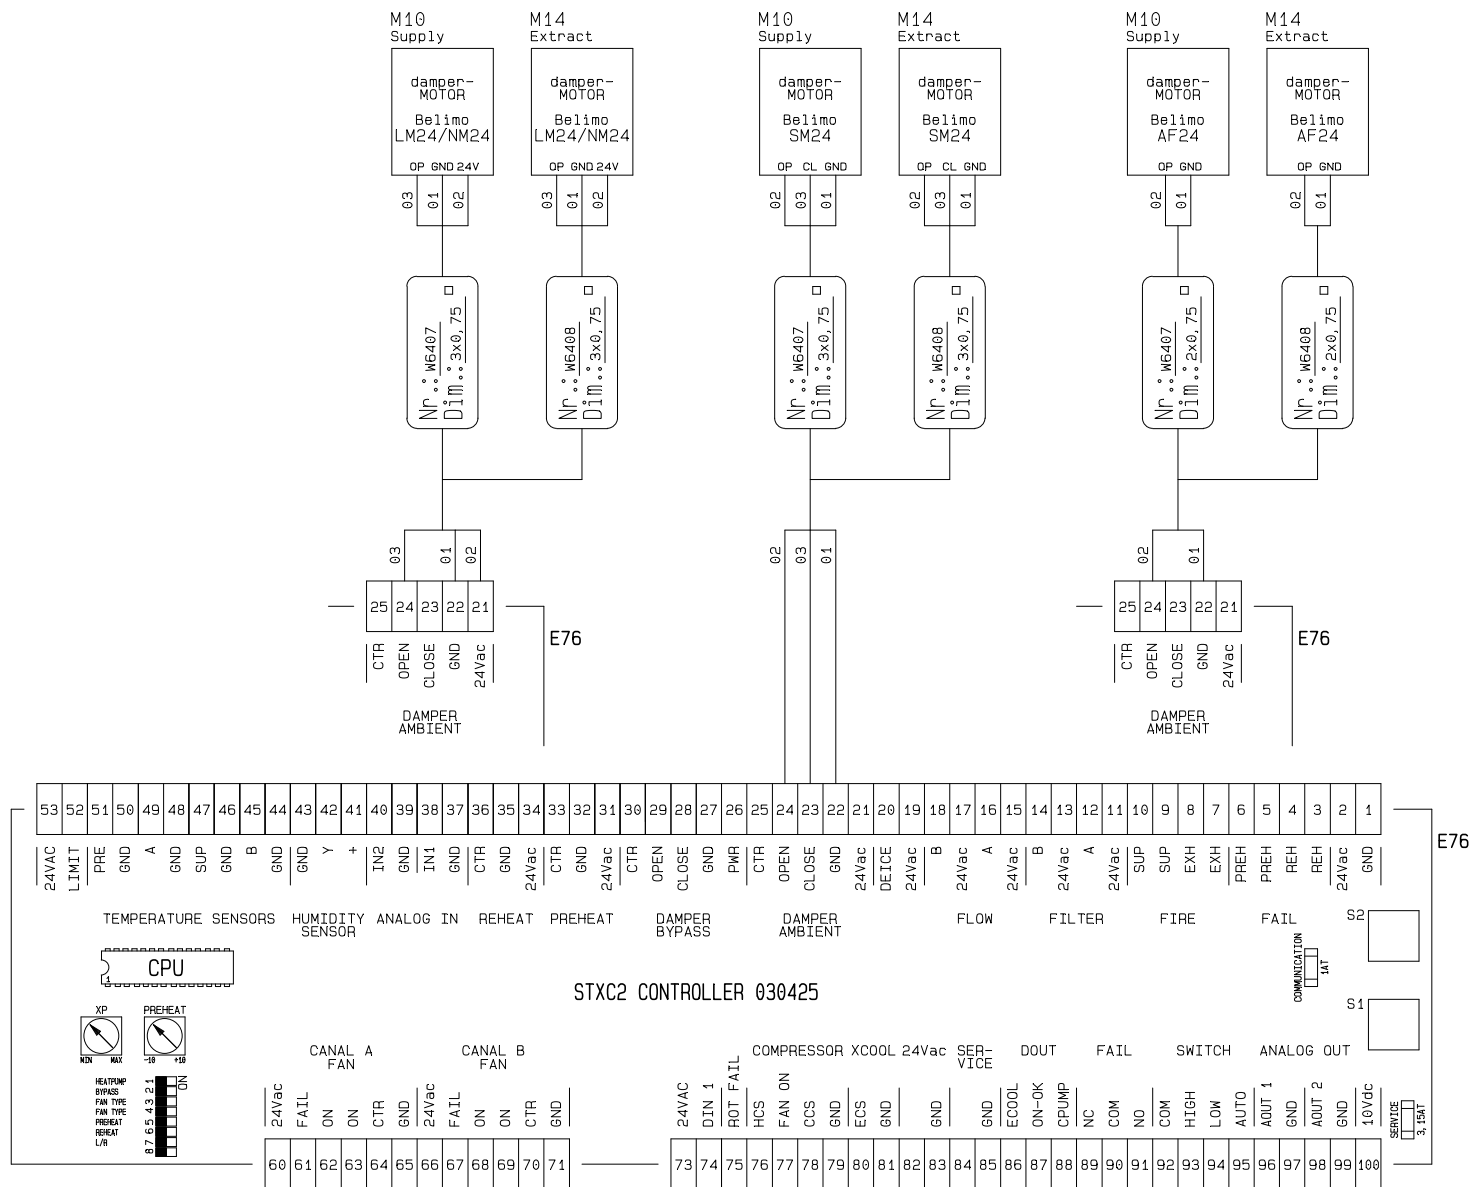 M10
Supply
M14
Extract
M10
Supply
M14
Extract
M10
Supply
M14
Extract
damper-
MOTOR
Belimo
LM24/NM24
OP GND 24V
damper-
MOTOR
Belimo
LM24/NM24
OP GND 24V
damper-
MOTOR
Belimo
SM24
OP CL GND
damper-
MOTOR
Belimo
SM24
OP CL GND
damper-
MOTOR
Belimo
AF24
OP GND
damper-
MOTOR
Belimo
AF24
OP GND
03 01 02
03 01 02
02 03 01
02 03 01
02 01
02 01
Nr.: W6407
Dim.: 3x0,75
Nr.: W6408
Dim.: 3x0,75
Nr.: W6407
Dim.: 3x0,75
Nr.: W6408
Dim.: 3x0,75
Nr.: W6407
Dim.: 2x0,75
Nr.: W6408
Dim.: 2x0,75
03 01 02
02 03 01
02 01
25 24 23 22 21
E76
CTR OPEN CLOSE GND 24Vac
DAMPER
AMBIENT
25 24 23 22 21
E76
CTR OPEN CLOSE GND 24Vac
DAMPER
AMBIENT
53 52 51 50 49 48 47 46 45 44 43 42 41 40 39 38 37 36 35 34 33 32 31 30 29 28 27 26 25 24 23 22 21 20 19 18 17 16 15 14 13 12 11 10 9 8 7 6 5 4 3 2 1
E76
24VAC LIMIT PRE GND A GND SUP GND B GND GND Y + IN2 GND IN1 GND CTR GND 24Vac CTR GND 24Vac CTR OPEN CLOSE GND PWR CTR OPEN CLOSE GND 24Vac DEICE 24Vac B 24Vac A 24Vac B 24Vac A 24Vac SUP SUP EXH EXH PREH PREH REH REH 24Vac GND
TEMPERATURE SENSORS
HUMIDITY
SENSOR
ANALOG IN
REHEAT
PREHEAT
DAMPER
BYPASS
DAMPER
AMBIENT
FLOW
FILTER
FIRE
FAIL
S2
CPU
1
COMMUNICATION
1AT
STXC2 CONTROLLER 030425
S1
XP
MIN MAX
PREHEAT
-10 +10
CANAL A
FAN
CANAL B
FAN
COMPRESSOR
XCOOL
24Vac
SER-
VICE
DOUT
FAIL
SWITCH
ANALOG OUT
ON
HEATPUMP 1
BYPASS 2
FAN TYPE 3
FAN TYPE 4
PREHEAT 5
REHEAT 6
L/R 7
8
24Vac FAIL ON ON CTR GND 24Vac FAIL ON ON CTR GND
24VAC DIN 1 ROT FAIL HCS FAN ON CCS GND ECS GND GND GND ECOOL ON-OK CPUMP NC COM NO COM HIGH LOW AUTO AOUT 1 GND AOUT 2 GND 10Vdc
SERVICE
3,15AT
60 61 62 63 64 65 66 67 68 69 70 71
73 74 75 76 77 78 79 80 81 82 83 84 85 86 87 88 89 90 91 92 93 94 95 96 97 98 99 100